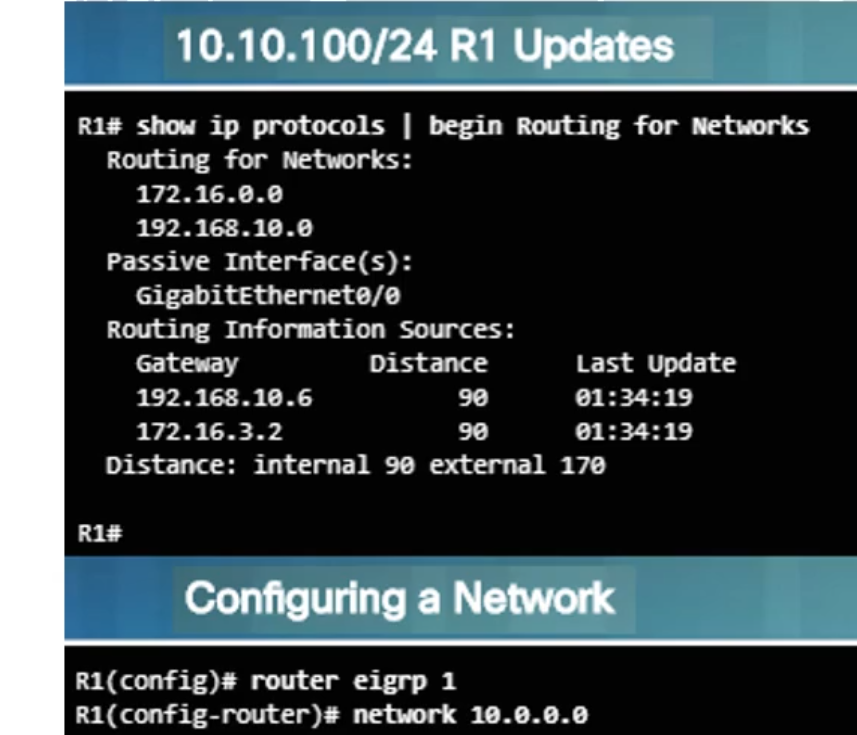 10.10.100/24 R1 Updates
R1# show ip protocols | begin Routing for Networks
Routing for Networks:
172.16.0.0
192.168.10.0
Passive Interface(s):
GigabitEthernet0/0
Routing Information Sources:
Gateway Distance Last Update
192.168.10.6 90 01:34:19
172.16.3.2 90 01:34:19
Distance: internal 90 external 170
R1#
Configuring a Network
R1(config)# router eigrp 1
R1(config-router)# network 10.0.0.0